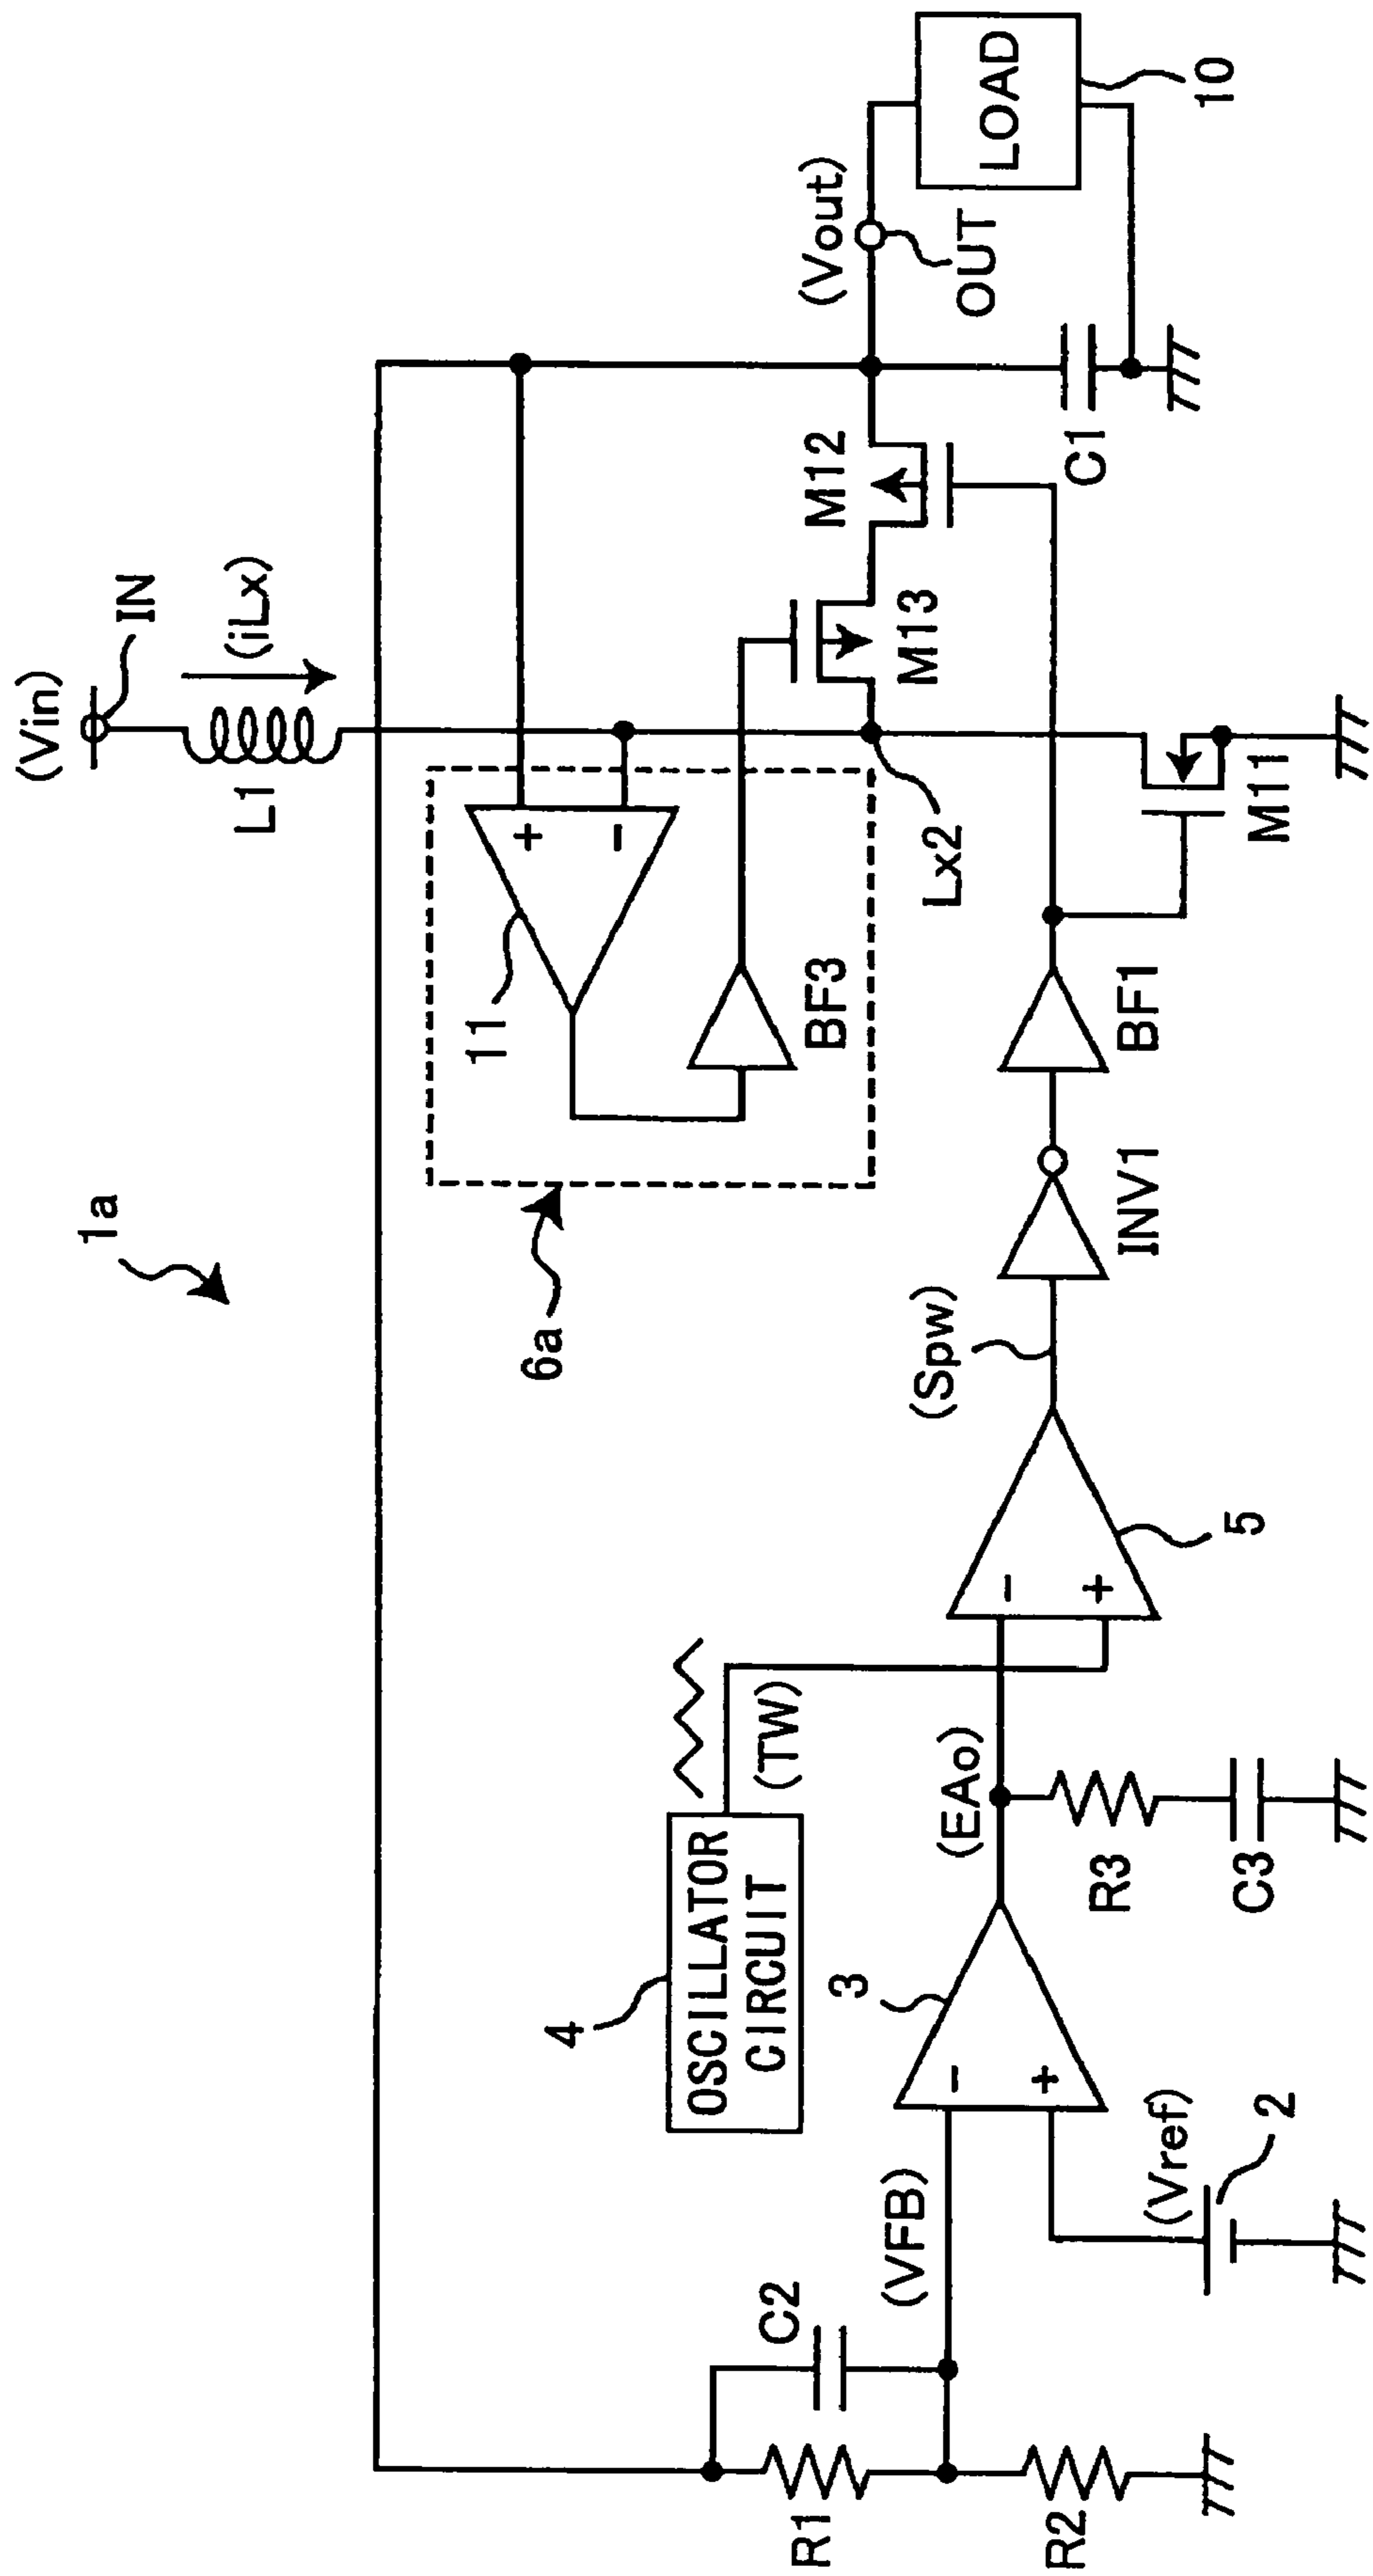 1a
(Vin)
IN
L1
(iLx)
11
+
-
BF3
6a
M13
M12
(Vout)
OUT
LOAD
10
C1
Lx2
M11
BF1
INV1
(Spw)
5
-
+
4
OSCILLATOR
CIRCUIT
(TW)
(EAo)
R3
C3
3
-
+
(VFB)
(Vref)
2
C2
R1
R2